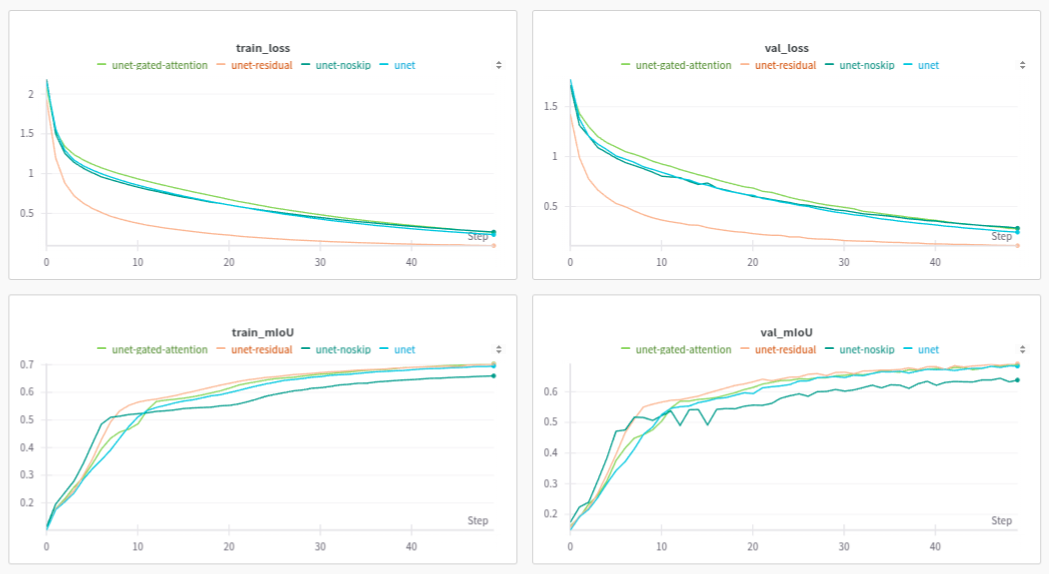 train_loss
unet-gated-attention unet-residual unet-noskip unet
2
1.5
1
0.5
Step
0 10 20 30 40
val_loss
unet-gated-attention unet-residual unet-noskip unet
1.5
1
0.5
Step
0 10 20 30 40
train_mIoU
unet-gated-attention unet-residual unet-noskip unet
0.7
0.6
0.5
0.4
0.3
0.2
Step
0 10 20 30 40
val_mIoU
unet-gated-attention unet-residual unet-noskip unet
0.6
0.5
0.4
0.3
0.2
Step
0 10 20 30 40